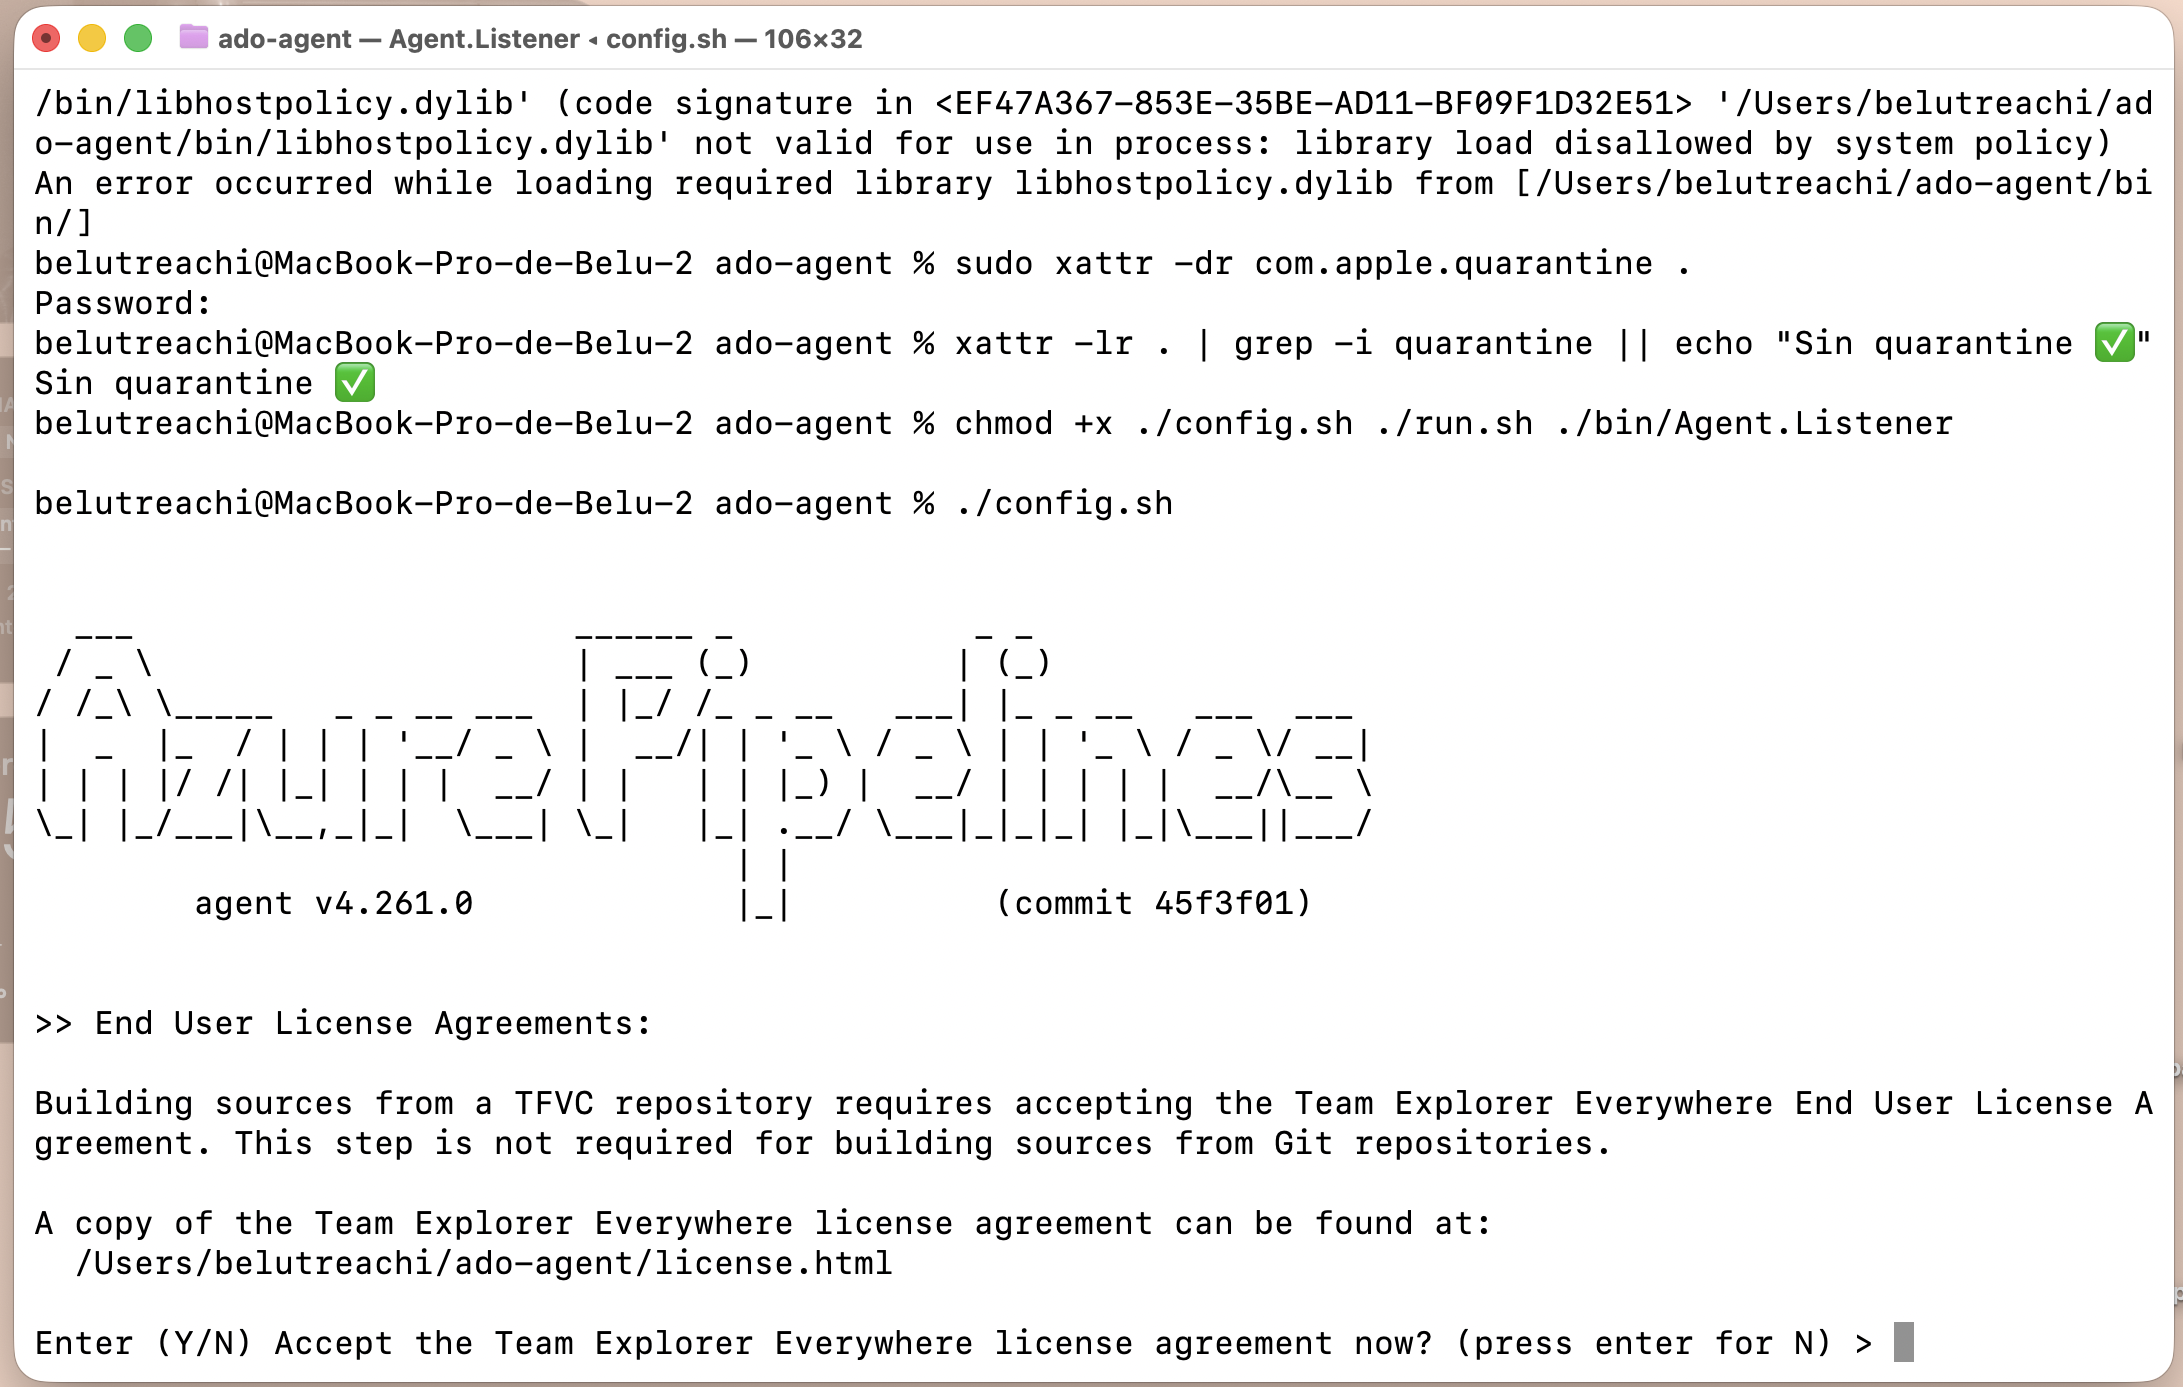 ado-agent — Agent.Listener ◂ config.sh — 106×32
/bin/libhostpolicy.dylib' (code signature in <EF47A367-853E-35BE-AD11-BF09F1D32E51> '/Users/belutreachi/ad
o-agent/bin/libhostpolicy.dylib' not valid for use in process: library load disallowed by system policy)
An error occurred while loading required library libhostpolicy.dylib from [/Users/belutreachi/ado-agent/bi
n/]
belutreachi@MacBook-Pro-de-Belu-2 ado-agent % sudo xattr -dr com.apple.quarantine .
Password:
belutreachi@MacBook-Pro-de-Belu-2 ado-agent % xattr -lr . | grep -i quarantine || echo "Sin quarantine ✅"
Sin quarantine ✅
belutreachi@MacBook-Pro-de-Belu-2 ado-agent % chmod +x ./config.sh ./run.sh ./bin/Agent.Listener
belutreachi@MacBook-Pro-de-Belu-2 ado-agent % ./config.sh
Azure Pipelines
agent v4.261.0 (commit 45f3f01)
>> End User License Agreements:
Building sources from a TFVC repository requires accepting the Team Explorer Everywhere End User License A
greement. This step is not required for building sources from Git repositories.
A copy of the Team Explorer Everywhere license agreement can be found at:
/Users/belutreachi/ado-agent/license.html
Enter (Y/N) Accept the Team Explorer Everywhere license agreement now? (press enter for N) >